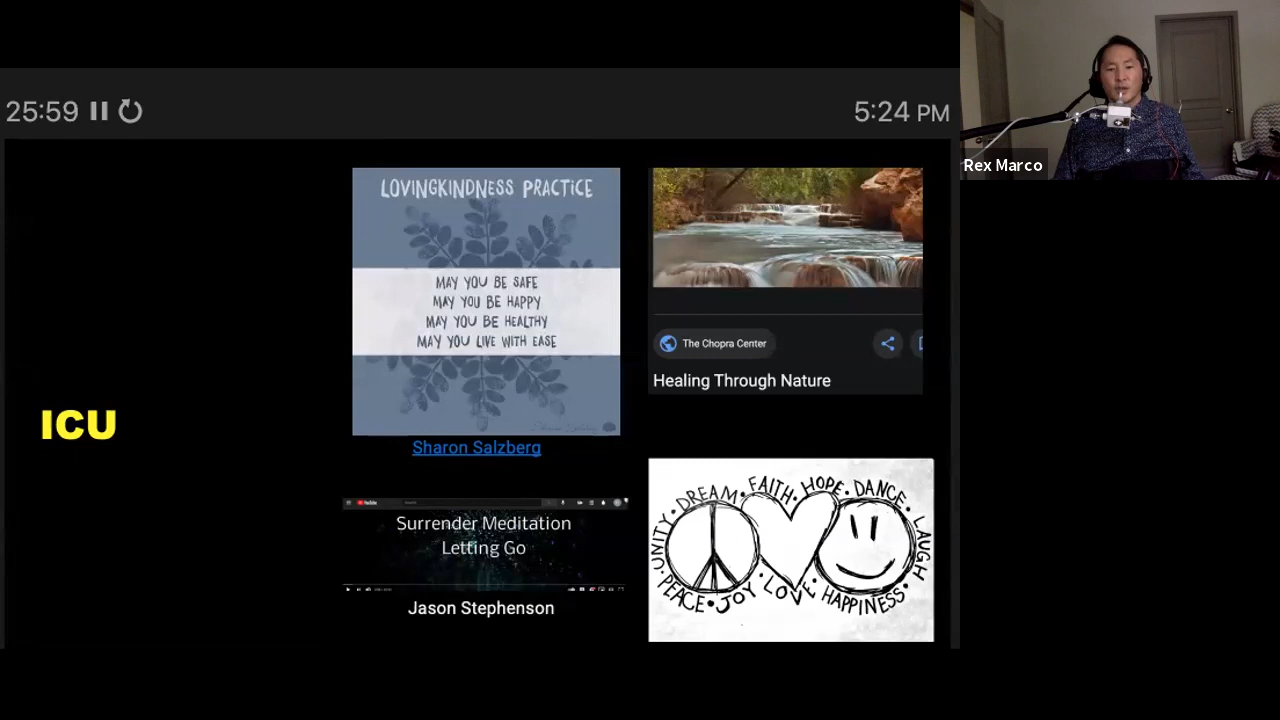 25:59
5:24 PM
Rex Marco
LOVINGKINDNESS PRACTICE
MAY YOU BE SAFE
MAY YOU BE HAPPY
MAY YOU BE HEALTHY
MAY YOU LIVE WITH EASE
Sharon Salzberg
The Chopra Center
Healing Through Nature
ICU
YouTube
Surrender Meditation
Letting Go
Jason Stephenson
UNITY • DREAM • FAITH • HOPE • DANCE • LAUGH
• PEACE • JOY • LOVE • HAPPINESS •